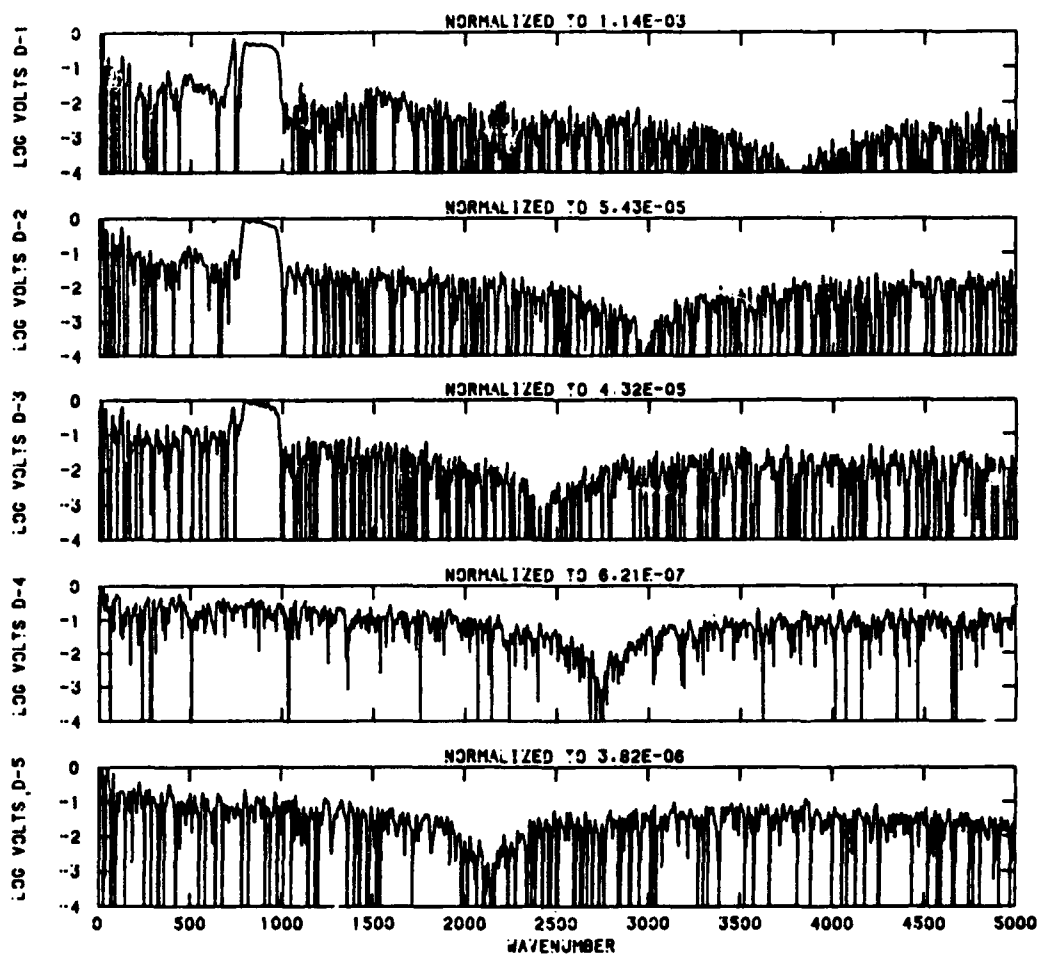 NORMALIZED TO 1.14E-03
LOG VOLTS D-1
0
-1
-2
-3
-4
NORMALIZED TO 5.43E-05
LOG VOLTS D-2
0
-1
-2
-3
-4
NORMALIZED TO 4.32E-05
LOG VOLTS D-3
0
-1
-2
-3
-4
NORMALIZED TO 6.21E-07
LOG VOLTS D-4
0
-1
-2
-3
-4
NORMALIZED TO 3.82E-06
LOG VOLTS, D-5
0
-1
-2
-3
-4
0 500 1000 1500 2000 2500 3000 3500 4000 4500 5000
WAVENUMBER